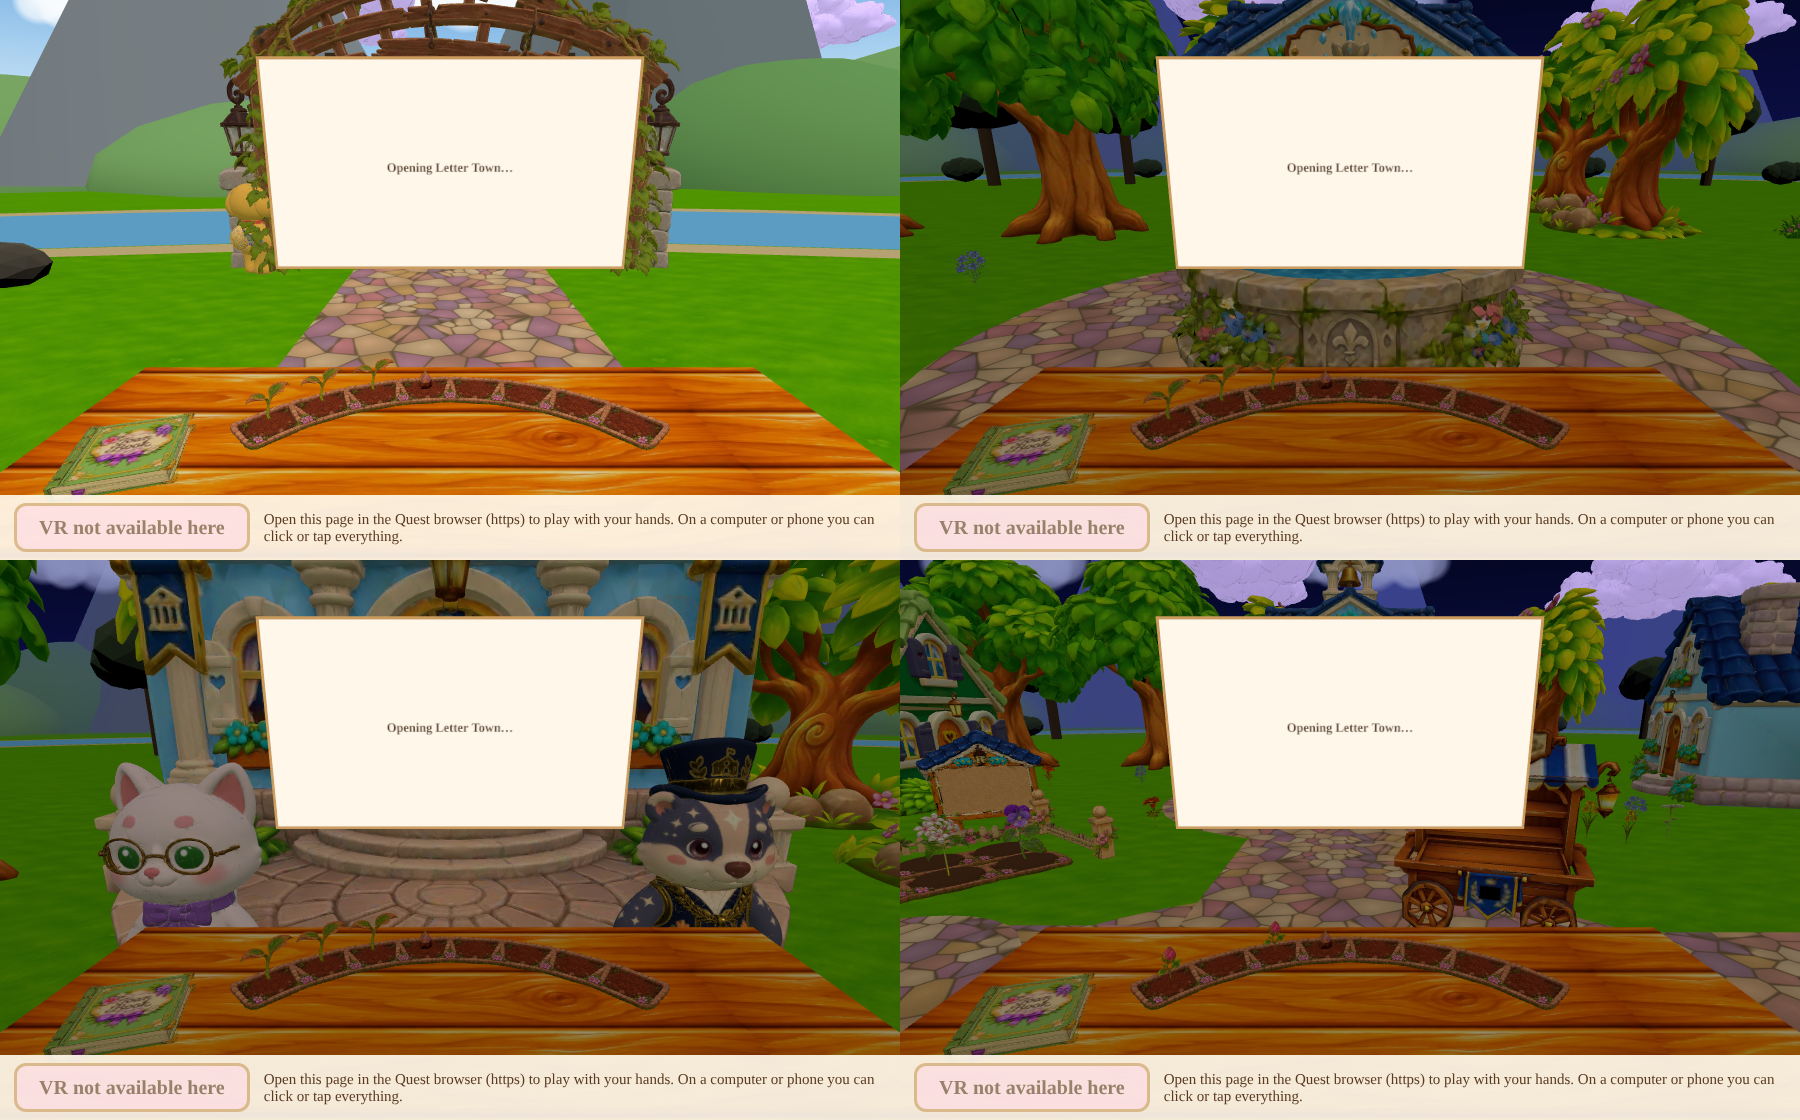 Opening Letter Town...
Opening Letter Town...
VR not available here
Open this page in the Quest browser (https) to play with your hands. On a computer or phone you can
click or tap everything.
VR not available here
Open this page in the Quest browser (https) to play with your hands. On a computer or phone you can
click or tap everything.
Opening Letter Town...
Opening Letter Town...
VR not available here
Open this page in the Quest browser (https) to play with your hands. On a computer or phone you can
click or tap everything.
VR not available here
Open this page in the Quest browser (https) to play with your hands. On a computer or phone you can
click or tap everything.